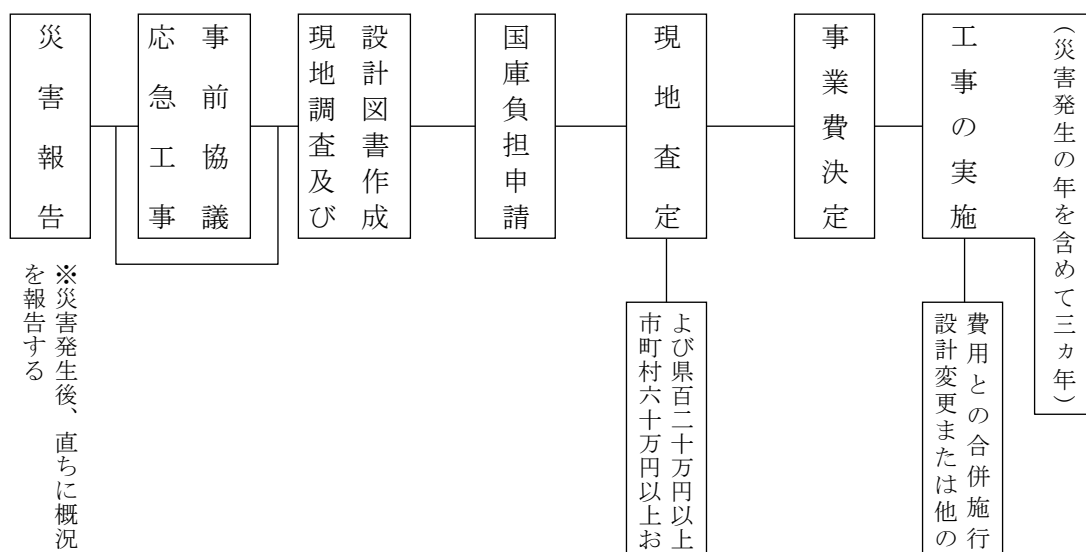 災害報告
※災害発生後、直ちに概況
を報告する
応急工事
事前協議
現地調査及び
設計図書作成
国庫負担申請
現地査定
市町村六十万円以上お
よび県百二十万円以上
事業費決定
工事の実施
設計変更または他の
費用との合併施行
(災害発生の年を含めて三ヵ年)